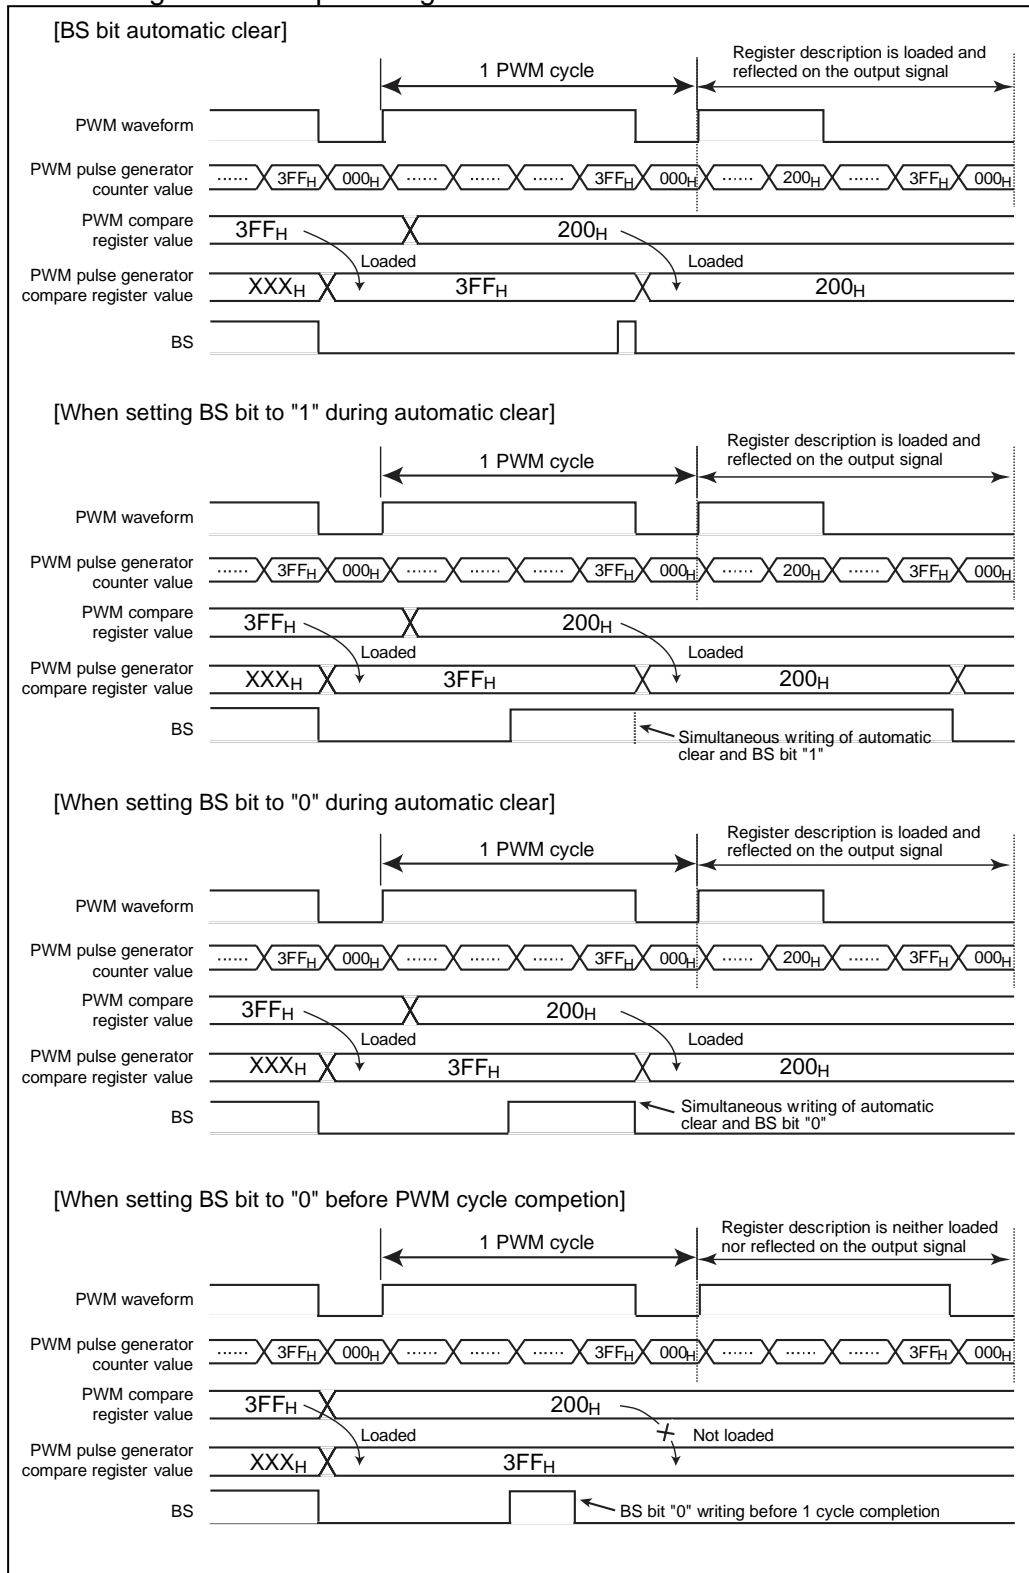 [BS bit automatic clear]
Register description is loaded and
reflected on the output signal
1 PWM cycle
PWM waveform
PWM pulse generator
counter value
······ 3FFH 000H ······ ······ ······ 3FFH 000H ······ 200H ······ 3FFH 000H
PWM compare
register value
3FFH 200H
Loaded Loaded
PWM pulse generator
compare register value
XXXH 3FFH 200H
BS
[When setting BS bit to "1" during automatic clear]
Register description is loaded and
reflected on the output signal
1 PWM cycle
PWM waveform
PWM pulse generator
counter value
······ 3FFH 000H ······ ······ ······ 3FFH 000H ······ 200H ······ 3FFH 000H
PWM compare
register value
3FFH 200H
Loaded Loaded
PWM pulse generator
compare register value
XXXH 3FFH 200H
BS
Simultaneous writing of automatic
clear and BS bit "1"
[When setting BS bit to "0" during automatic clear]
Register description is loaded and
reflected on the output signal
1 PWM cycle
PWM waveform
PWM pulse generator
counter value
······ 3FFH 000H ······ ······ ······ 3FFH 000H ······ 200H ······ 3FFH 000H
PWM compare
register value
3FFH 200H
Loaded Loaded
PWM pulse generator
compare register value
XXXH 3FFH 200H
BS
Simultaneous writing of automatic
clear and BS bit "0"
[When setting BS bit to "0" before PWM cycle competion]
Register description is neither loaded
nor reflected on the output signal
1 PWM cycle
PWM waveform
PWM pulse generator
counter value
······ 3FFH 000H ······ ······ ······ 3FFH 000H ······ ······ ······ 3FFH 000H
PWM compare
register value
3FFH 200H
Loaded Not loaded
PWM pulse generator
compare register value
XXXH 3FFH
BS
BS bit "0" writing before 1 cycle completion